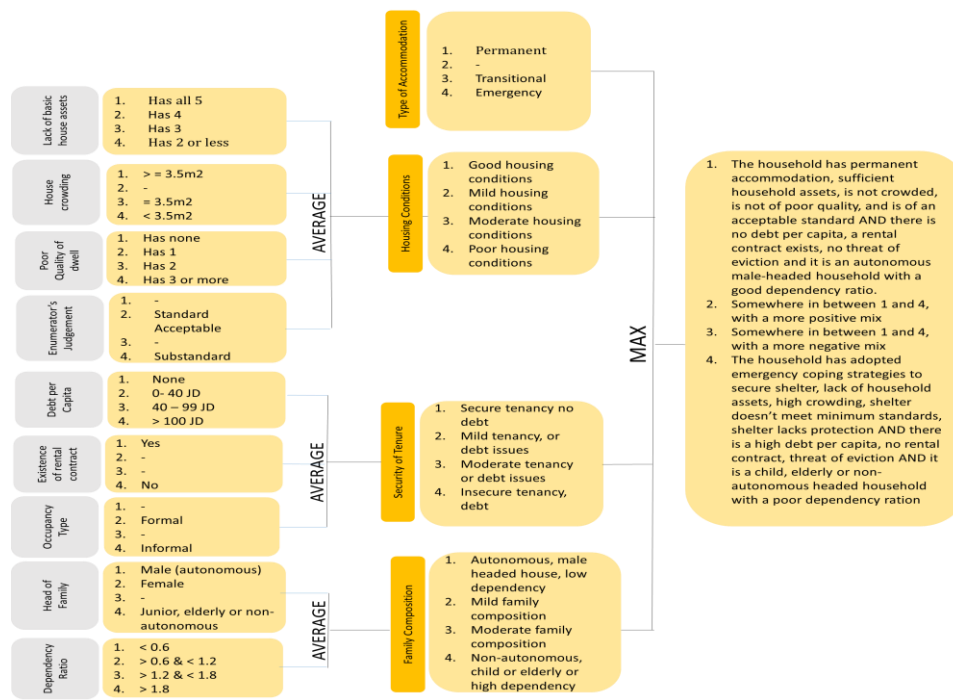 Lack of basic
house assets
1. Has all 5
2. Has 4
3. Has 3
4. Has 2 or less
House
crowding
1. > = 3.5m2
2. -
3. = 3.5m2
4. < 3.5m2
Poor
Quality of
dwell
1. Has none
2. Has 1
3. Has 2
4. Has 3 or more
Enumerator's
Judgement
1. -
2. Standard
Acceptable
3. -
4. Substandard
Debt per
Capita
1. None
2. 0- 40 JD
3. 40 – 99 JD
4. > 100 JD
Existence
of rental
contract
1. Yes
2. -
3. -
4. No
Occupancy
Type
1. -
2. Formal
3. -
4. Informal
Head of
Family
1. Male (autonomous)
2. Female
3. -
4. Junior, elderly or non-
autonomous
Dependency
Ratio
1. < 0.6
2. > 0.6 & < 1.2
3. > 1.2 & < 1.8
4. > 1.8
AVERAGE
AVERAGE
AVERAGE
Type of Accommodation
1. Permanent
2. -
3. Transitional
4. Emergency
Housing Conditions
1. Good housing
conditions
2. Mild housing
conditions
3. Moderate housing
conditions
4. Poor housing
conditions.
Security of Tenure
1. Secure tenancy no
debt
2. Mild tenancy, or
debt issues
3. Moderate tenancy
or debt issues
4. Insecure tenancy,
debt
Family Composition
1. Autonomous, male
headed house, low
dependency
2. Mild family
composition
3. Moderate family
composition
4. Non-autonomous,
child or elderly or
high dependency
MAX
1. The household has permanent
accommodation, sufficient
household assets, is not crowded,
is not of poor quality, and is of an
acceptable standard AND there is
no debt per capita, a rental
contract exists, no threat of
eviction and it is an autonomous
male-headed household with a
good dependency ratio.
2. Somewhere in between 1 and 4,
with a more positive mix
3. Somewhere in between 1 and 4,
with a more negative mix
4. The household has adopted
emergency coping strategies to
secure shelter, lack of household
assets, high crowding, shelter
doesn't meet minimum standards,
shelter lacks protection AND there
is a high debt per capita, no rental
contract, threat of eviction AND it
is a child, elderly or non-
autonomous headed household
with a poor dependency ration